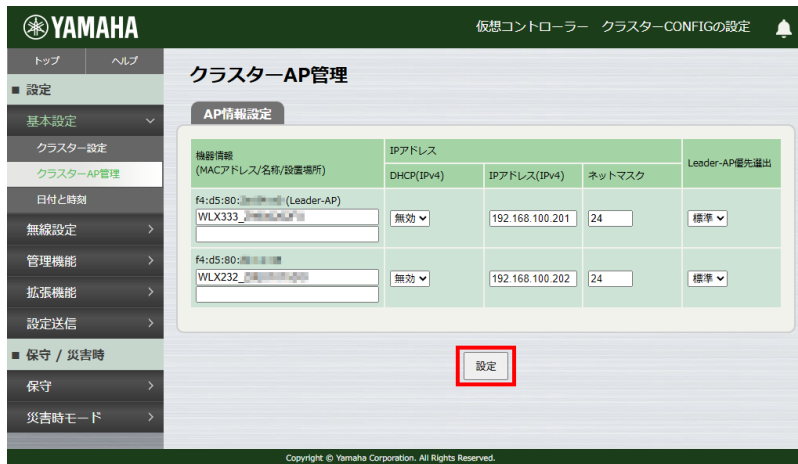 YAMAHA
仮想コントローラー クラスターCONFIGの設定
トップ ヘルプ
■ 設定
基本設定
クラスター設定
クラスターAP管理
日付と時刻
無線設定
管理機能
拡張機能
設定送信
■ 保守 / 災害時
保守
災害時モード
クラスターAP管理
AP情報設定
機器情報
(MACアドレス/名称/設置場所)
IPアドレス
DHCP(IPv4) IPアドレス(IPv4) ネットマスク
Leader-AP優先選出
f4:d5:80: (Leader-AP)
WLX333_
無効 192.168.100.201 24 標準
f4:d5:80:
WLX232_
無効 192.168.100.202 24 標準
設定
Copyright © Yamaha Corporation. All Rights Reserved.